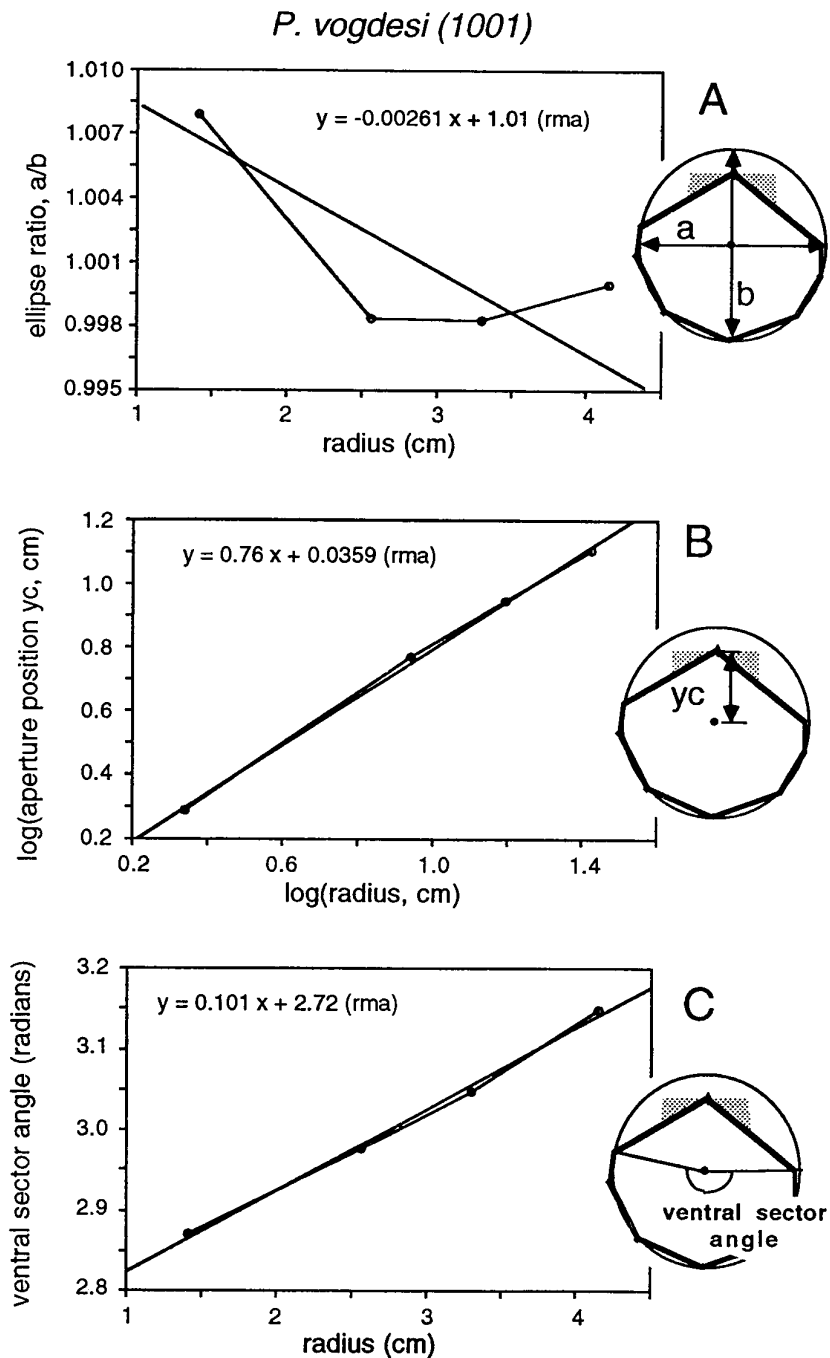 P. vogdesi (1001)
1.010
1.007
1.004
1.001
0.998
0.995
ellipse ratio, a/b
y = -0.00261 x + 1.01 (rma)
1 2 3 4
radius (cm)
A
a
b
1.2
1.0
0.8
0.6
0.4
0.2
log(aperture position yc, cm)
y = 0.76 x + 0.0359 (rma)
0.2 0.6 1.0 1.4
log(radius, cm)
B
yc
3.2
3.1
3.0
2.9
2.8
ventral sector angle (radians)
y = 0.101 x + 2.72 (rma)
1 2 3 4
radius (cm)
C
ventral sector
angle